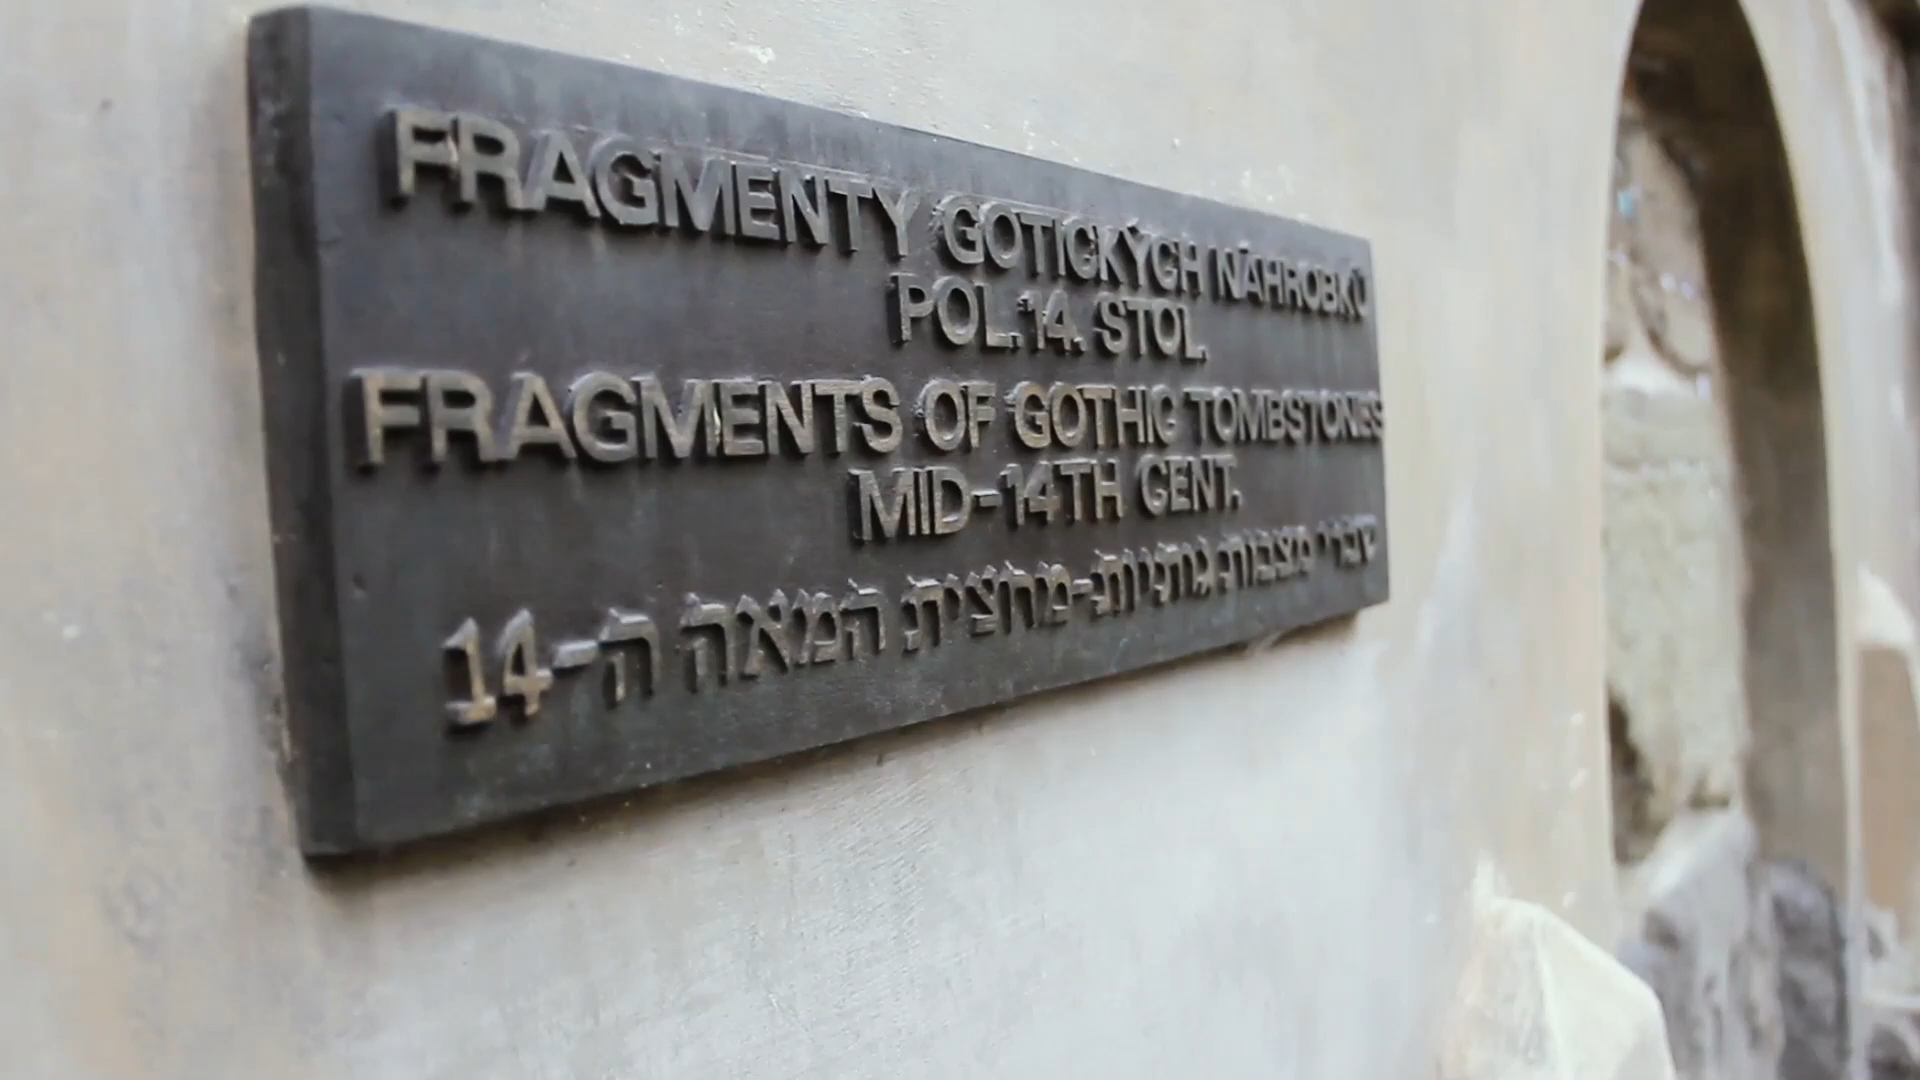 FRAGMENTY GOTICKÝCH NÁHROBKŮ
POL. 14. STOL.
FRAGMENTS OF GOTHIC TOMBSTONES
MID-14TH CENT.
שברי מצבות גותיות-מחצית המאה ה-14